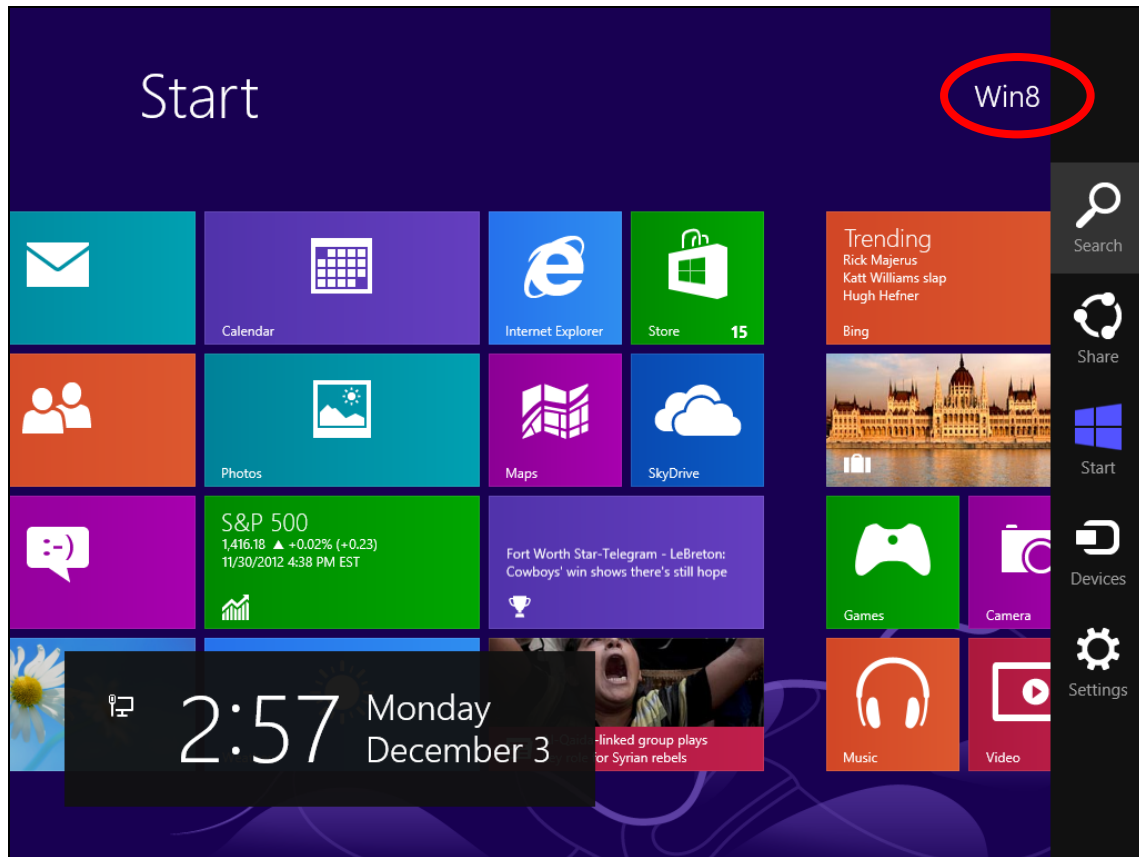 Start
Win8
Search
Share
Start
Devices
Settings
Calendar
Internet Explorer
Store
15
Trending
Rick Majerus
Katt Williams slap
Hugh Hefner
Bing
Photos
Maps
SkyDrive
S&P 500
1,416.18 ▲ +0.02% (+0.23)
11/30/2012 4:38 PM EST
Fort Worth Star-Telegram - LeBreton:
Cowboys' win shows there's still hope
:-)
Games
Camera
-linked group plays
for Syrian rebels
Music
Video
2:57
Monday
December 3